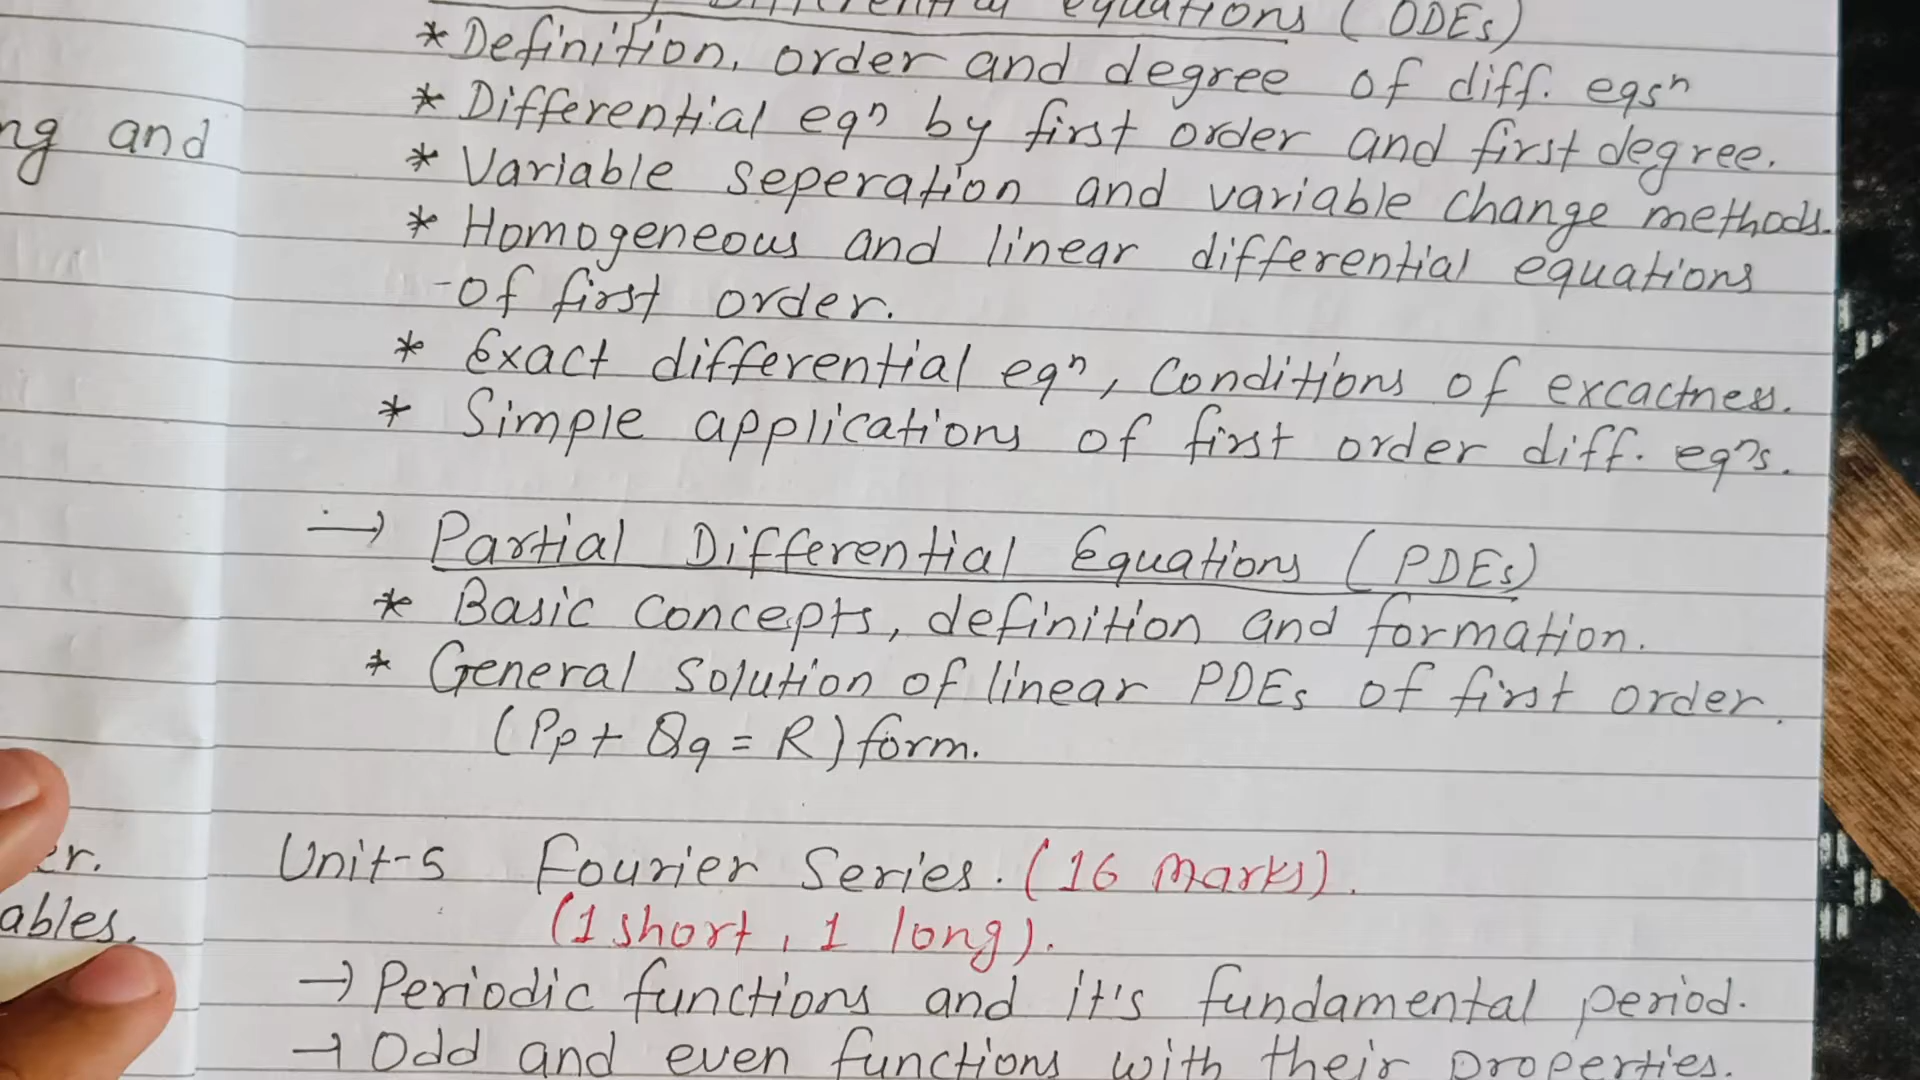 Differential equations (ODEs)
* Definition, order and degree of diff. eqsⁿ
* Differential eqⁿ by first order and first degree.
ng and
* Variable seperation and variable change methods.
* Homogeneous and linear differential equations
-of first order.
* Exact differential eqⁿ, Conditions of excactness.
* Simple applications of first order diff. eqⁿs.
→ Partial Differential Equations (PDEs)
* Basic Concepts, definition and formation.
* General Solution of linear PDEs of first order.
(Pp + Qq = R) form.
er.
Unit-5 Fourier Series. (16 Marks).
ables.
(1 short, 1 long).
→ Periodic functions and it's fundamental period.
→ Odd and even functions with their properties.